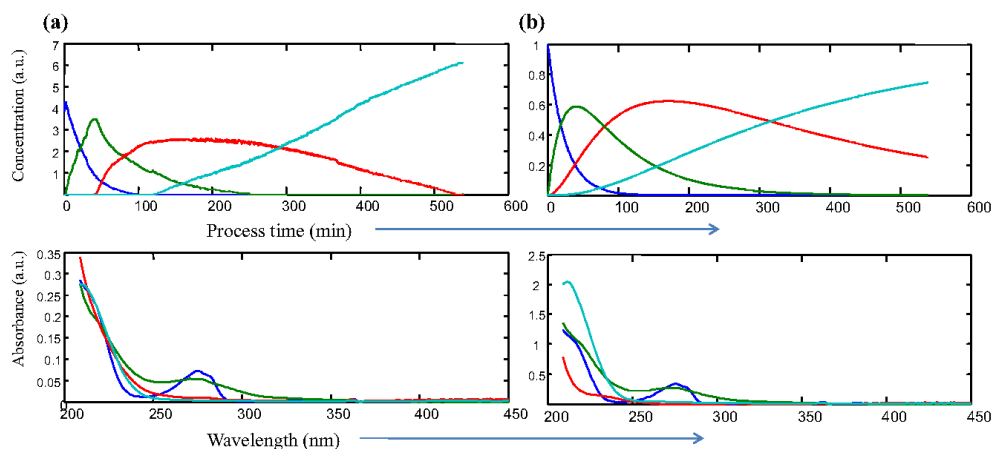 (a)
(b)
Concentration (a.u.)
7
6
5
4
3
2
1
0 100 200 300 400 500 600
1
0.8
0.6
0.4
0.2
0 100 200 300 400 500 600
Process time (min)
Absorbance (a.u.)
0.35
0.3
0.25
0.2
0.15
0.1
0.05
200 250 300 350 400 450
2.5
2
1.5
1
0.5
200 250 300 350 400 450
Wavelength (nm)